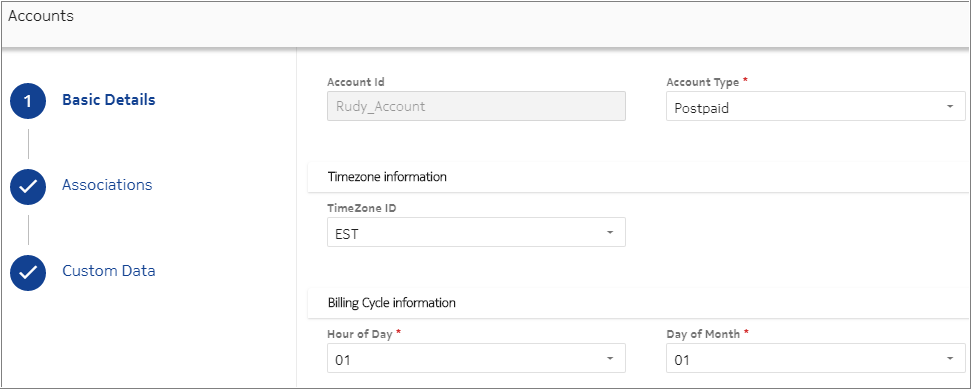 Accounts
1 Basic Details
Associations
Custom Data
Account Id
Account Type *
Rudy_Account
Postpaid
Timezone information
TimeZone ID
EST
Billing Cycle information
Hour of Day *
Day of Month *
01
01